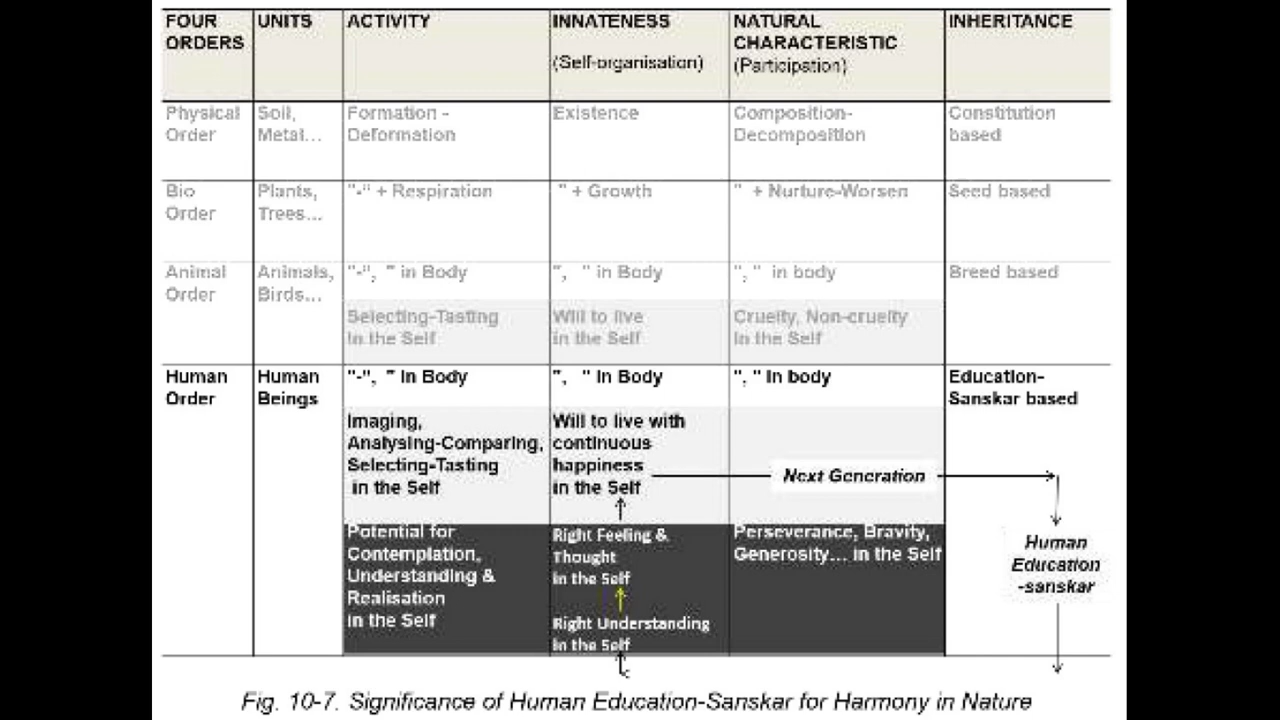 FOUR ORDERS
UNITS
ACTIVITY
INNATENESS
(Self-organisation)
NATURAL CHARACTERISTIC
(Participation)
INHERITANCE
Physical Order
Soil, Metal...
Formation - Deformation
Existence
Composition-Decomposition
Constitution based
Bio Order
Plants, Trees...
"-" + Respiration
" + Growth
" + Nurture-Worsen
Seed based
Animal Order
Animals, Birds...
"-", " in Body
", " in Body
", " in body
Breed based
Selecting-Tasting In the Self
Will to live in the Self
Cruelty, Non-cruelty In the Self
Human Order
Human Beings
"-", " In Body
", " In Body
", " In body
Education-Sanskar based
Imaging,
Analysing-Comparing,
Selecting-Tasting
in the Self
Will to live with
continuous
happiness
in the Self
Next Generation
Potential for
Contemplation,
Understanding &
Realisation
in the Self
Right Feeling &
Thought
in the Self
Right Understanding
in the Self
Perseverance, Bravity,
Generosity... in the Self
Human
Education
-sanskar
Fig. 10-7. Significance of Human Education-Sanskar for Harmony in Nature